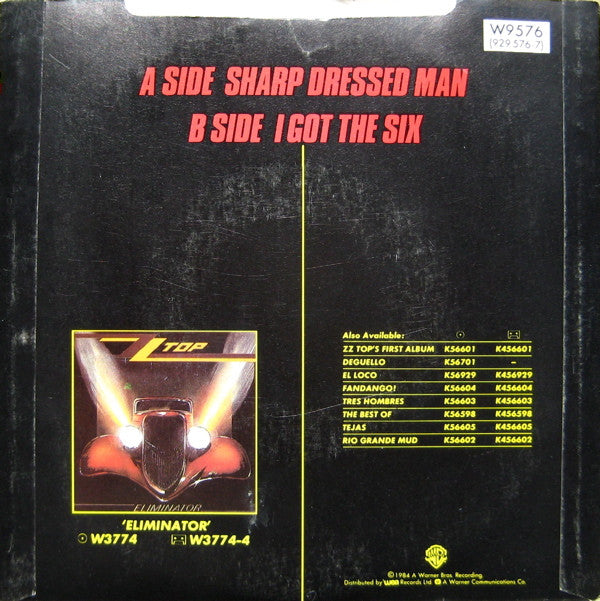 W9576
(929 576-7)
A SIDE SHARP DRESSED MAN
B SIDE I GOT THE SIX
ZZ TOP
ELIMINATOR
'ELIMINATOR'
W3774 W3774-4
Also Available:
ZZ TOP'S FIRST ALBUM K56601 K456601
DEGUELLO K56701 –
EL LOCO K56929 K456929
FANDANGO! K56604 K456604
TRES HOMBRES K56603 K456603
THE BEST OF K56598 K456598
TEJAS K56605 K456605
RIO GRANDE MUD K56602 K456602
℗ 1984 A Warner Bros. Recording.
Distributed by wea Records Ltd. A Warner Communications Co.